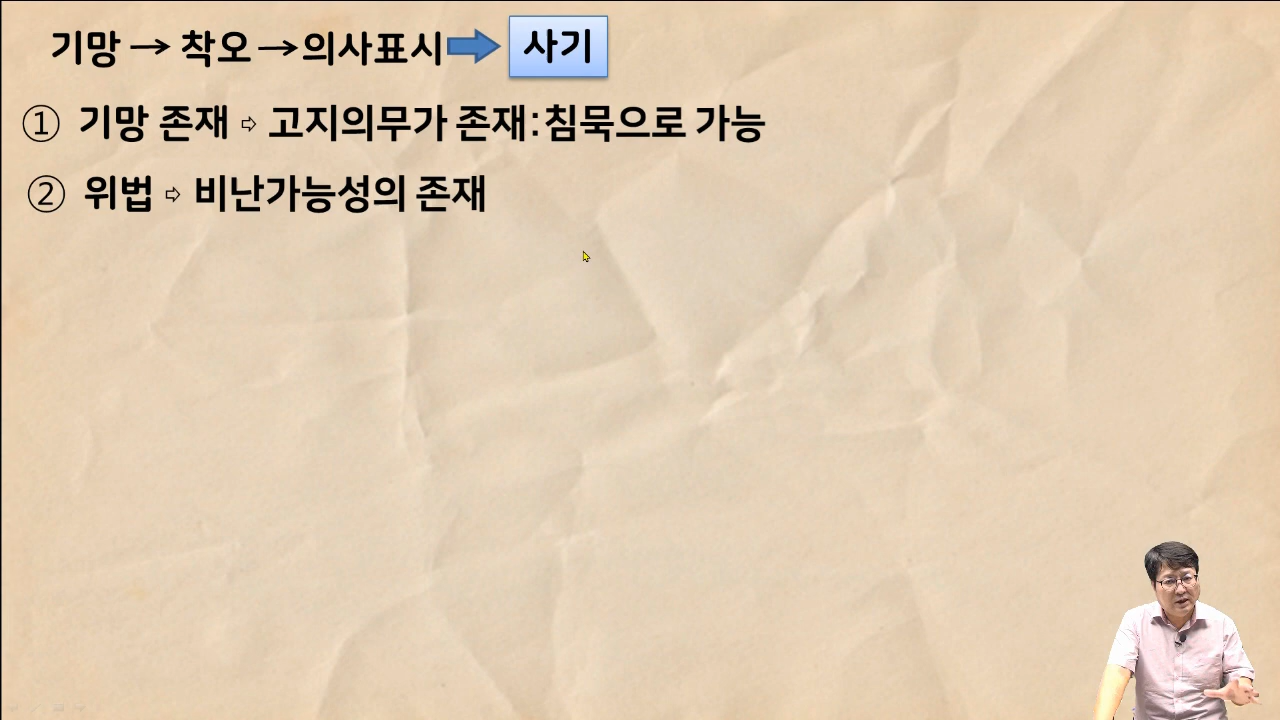 기망 → 착오 → 의사표시 ➡ 사기
① 기망 존재 ⇨ 고지의무가 존재:침묵으로 가능
② 위법 ⇨ 비난가능성의 존재